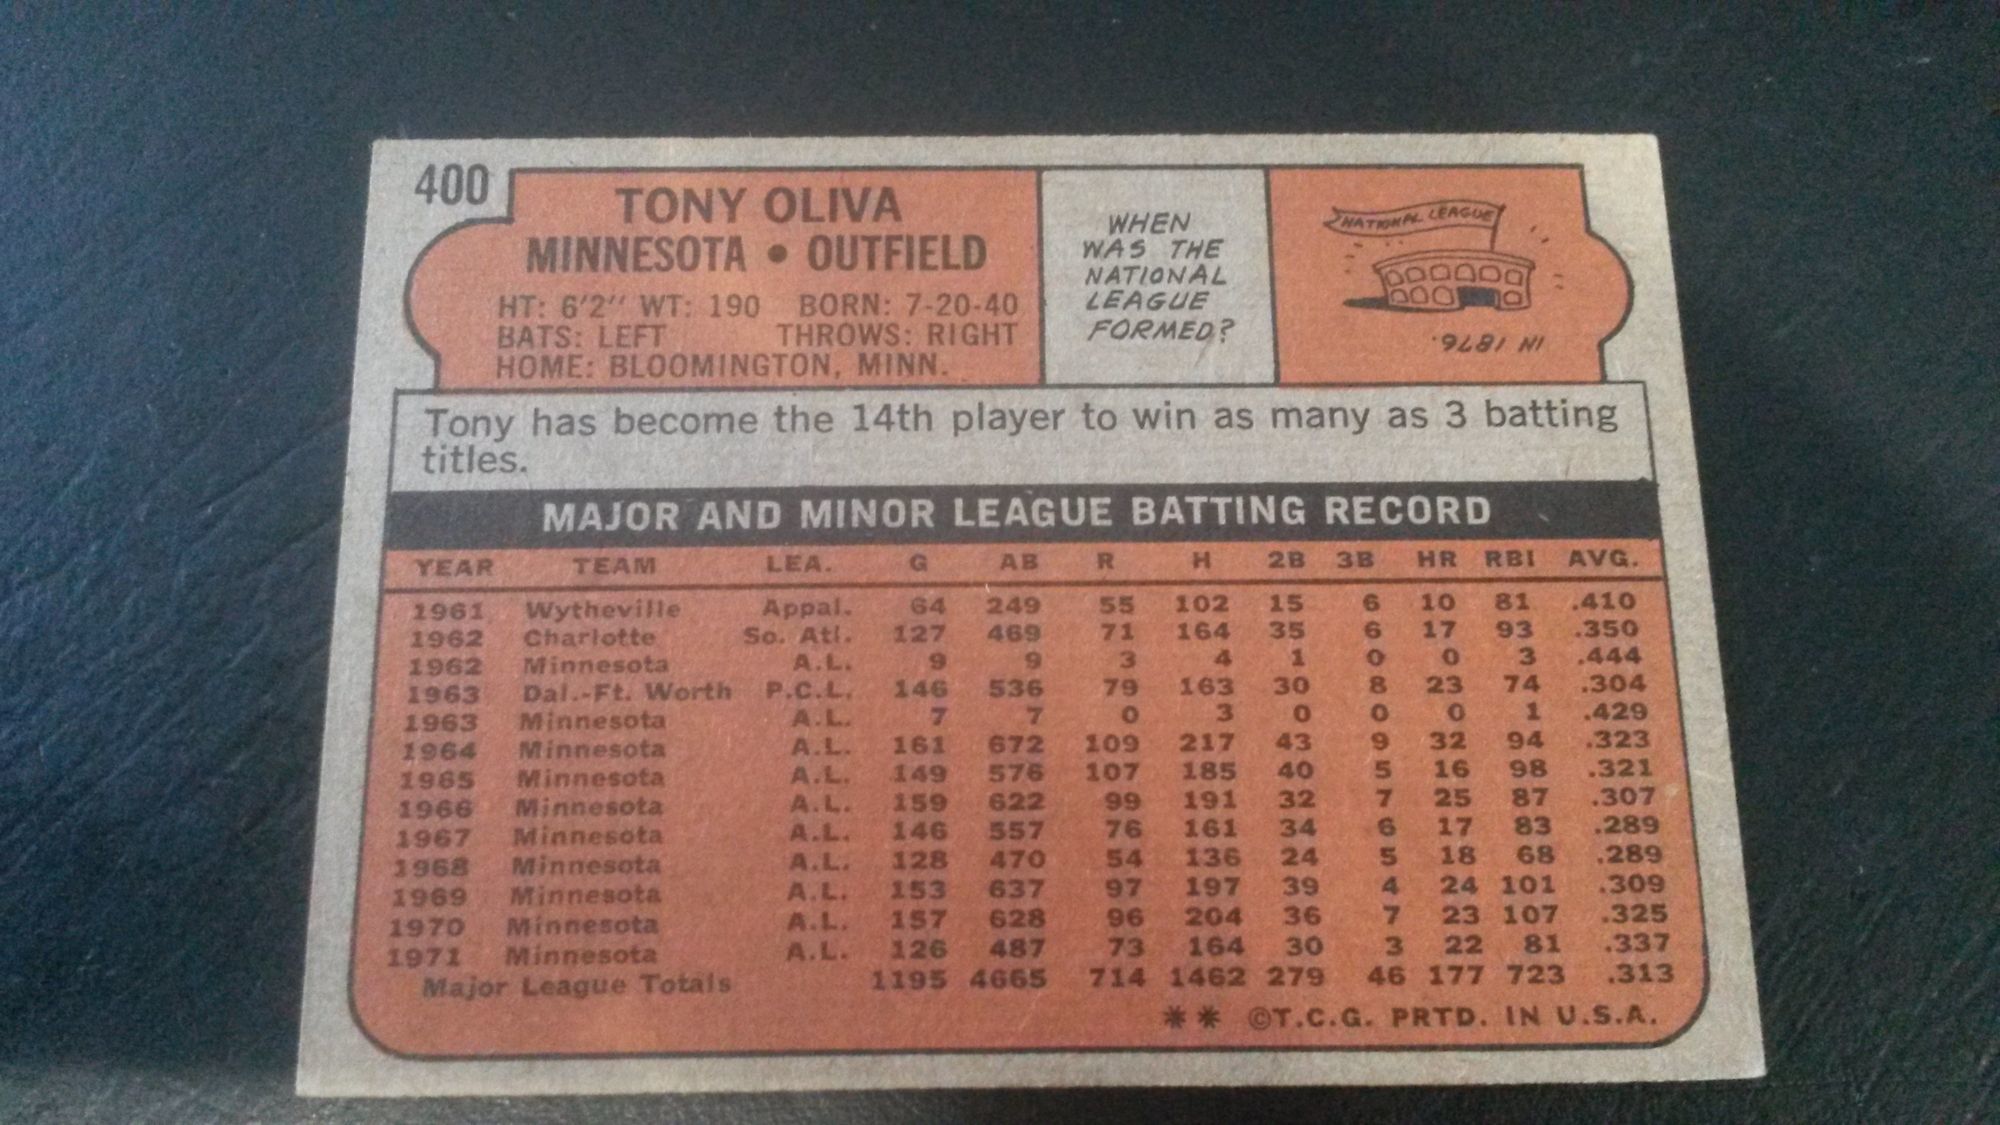 400
TONY OLIVA
MINNESOTA • OUTFIELD
HT: 6'2" WT: 190 BORN: 7-20-40
BATS: LEFT THROWS: RIGHT
HOME: BLOOMINGTON, MINN.
WHEN
WAS THE
NATIONAL
LEAGUE
FORMED?
NATIONAL LEAGUE
IN 1876.
Tony has become the 14th player to win as many as 3 batting
titles.
MAJOR AND MINOR LEAGUE BATTING RECORD
YEAR TEAM LEA. G AB R H 2B 3B HR RBI AVG.
1961 Wytheville Appal. 64 249 55 102 15 6 10 81 .410
1962 Charlotte So. Atl. 127 469 71 164 35 6 17 93 .350
1962 Minnesota A.L. 9 9 3 4 1 0 0 3 .444
1963 Dal.-Ft. Worth P.C.L. 146 536 79 163 30 8 23 74 .304
1963 Minnesota A.L. 7 7 0 3 0 0 0 1 .429
1964 Minnesota A.L. 161 672 109 217 43 9 32 94 .323
1965 Minnesota A.L. 149 576 107 185 40 5 16 98 .321
1966 Minnesota A.L. 159 622 99 191 32 7 25 87 .307
1967 Minnesota A.L. 146 557 76 161 34 6 17 83 .289
1968 Minnesota A.L. 128 470 54 136 24 5 18 68 .289
1969 Minnesota A.L. 153 637 97 197 39 4 24 101 .309
1970 Minnesota A.L. 157 628 96 204 36 7 23 107 .325
1971 Minnesota A.L. 126 487 73 164 30 3 22 81 .337
Major League Totals 1195 4665 714 1462 279 46 177 723 .313
** ©T.C.G. PRTD. IN U.S.A.